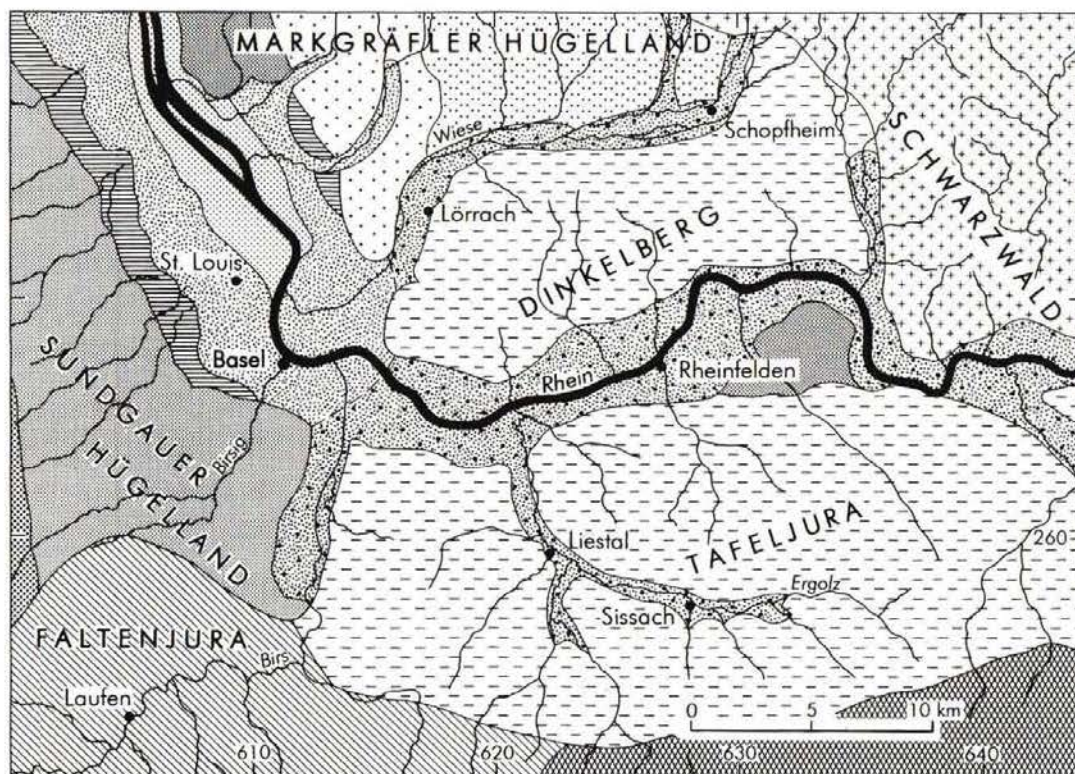 MARKGRÄFLER HÜGELLAND
Wiese
Schopfheim
SCHWARZWALD
Lörrach
DINKELBERG
St. Louis
Basel
Rhein
Rheinfelden
SUNDGAUER
HÜGELLAND
Birsig
TAFELJURA
Liestal
260
Ergolz
Sissach
FALTENJURA
Birs
Laufen
0 5 10 km
610 620 630 640